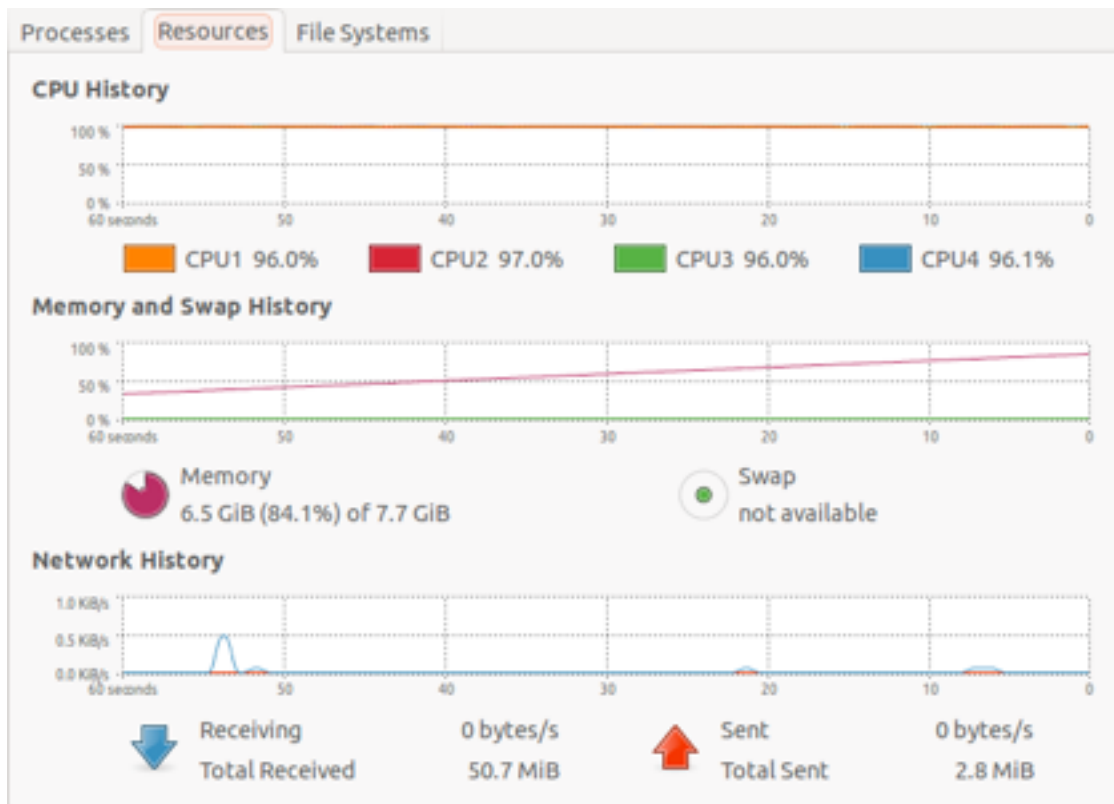 Processes Resources File Systems
CPU History
100 %
50 %
0 %
60 seconds 50 40 30 20 10 0
CPU1 96.0% CPU2 97.0% CPU3 96.0% CPU4 96.1%
Memory and Swap History
100 %
50 %
0 %
60 seconds 50 40 30 20 10 0
Memory Swap
6.5 GiB (84.1%) of 7.7 GiB not available
Network History
1.0 KiB/s
0.5 KiB/s
0.0 KiB/s
60 seconds 50 40 30 20 10 0
Receiving 0 bytes/s Sent 0 bytes/s
Total Received 50.7 MiB Total Sent 2.8 MiB